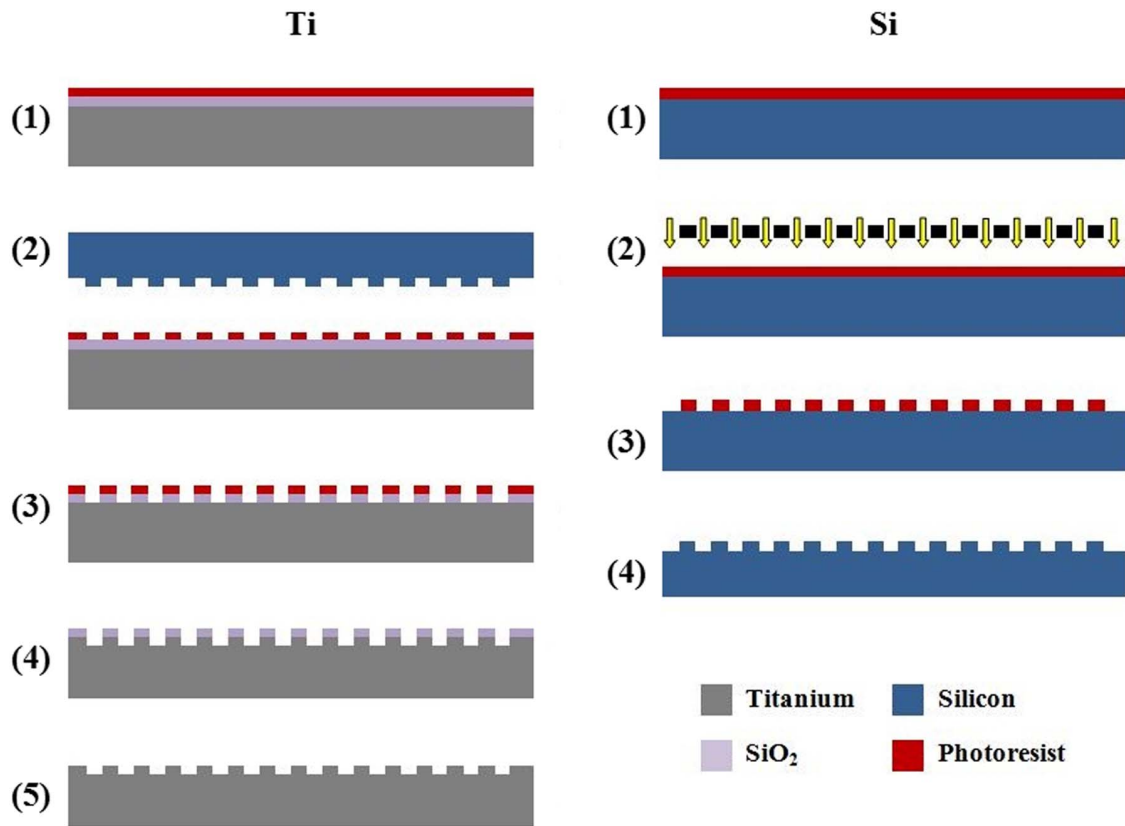 Ti
(1)
(2)
(3)
(4)
(5)
Si
(1)
(2)
(3)
(4)
Titanium
Silicon
SiO₂
Photoresist